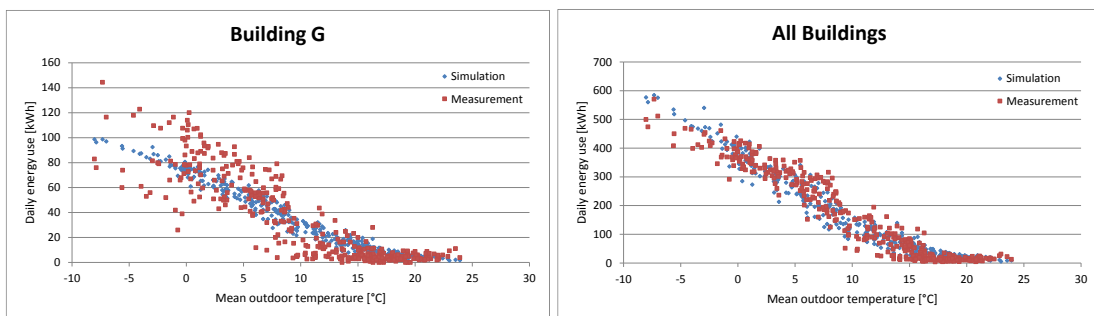 Building G
160
140
120
100
80
60
40
20
0
Daily energy use [kWh]
Simulation
Measurement
-10 -5 0 5 10 15 20 25 30
Mean outdoor temperature [°C]
All Buildings
700
600
500
400
300
200
100
0
Daily energy use [kWh]
Simulation
Measurement
-10 -5 0 5 10 15 20 25 30
Mean outdoor temperature [°C]